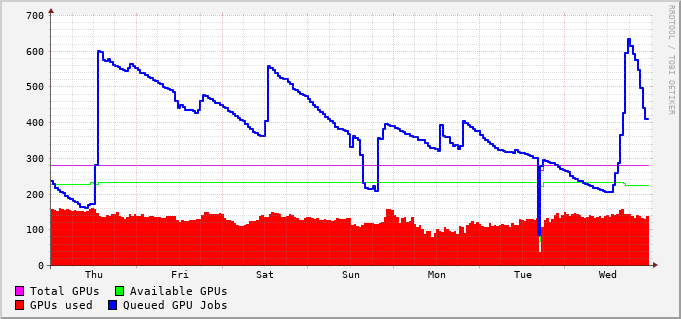 700
600
500
400
300
200
100
0
Thu Fri Sat Sun Mon Tue Wed
RRDTOOL / TOBI OETIKER
Total GPUs Available GPUs
GPUs used Queued GPU Jobs